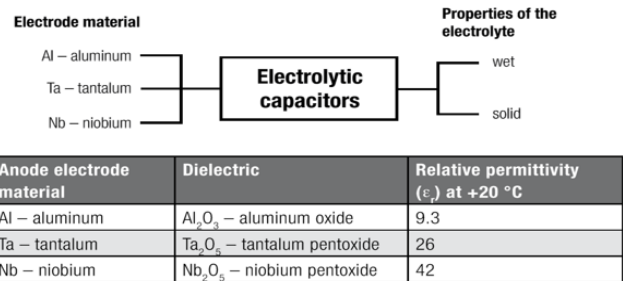 Electrode material
Al – aluminum
Ta – tantalum
Nb – niobium
Electrolytic
capacitors
Properties of the
electrolyte
wet
solid
Anode electrode material | Dielectric | Relative permittivity (εᵣ) at +20 °C
Al – aluminum | Al₂O₃ – aluminum oxide | 9.3
Ta – tantalum | Ta₂O₅ – tantalum pentoxide | 26
Nb – niobium | Nb₂O₅ – niobium pentoxide | 42